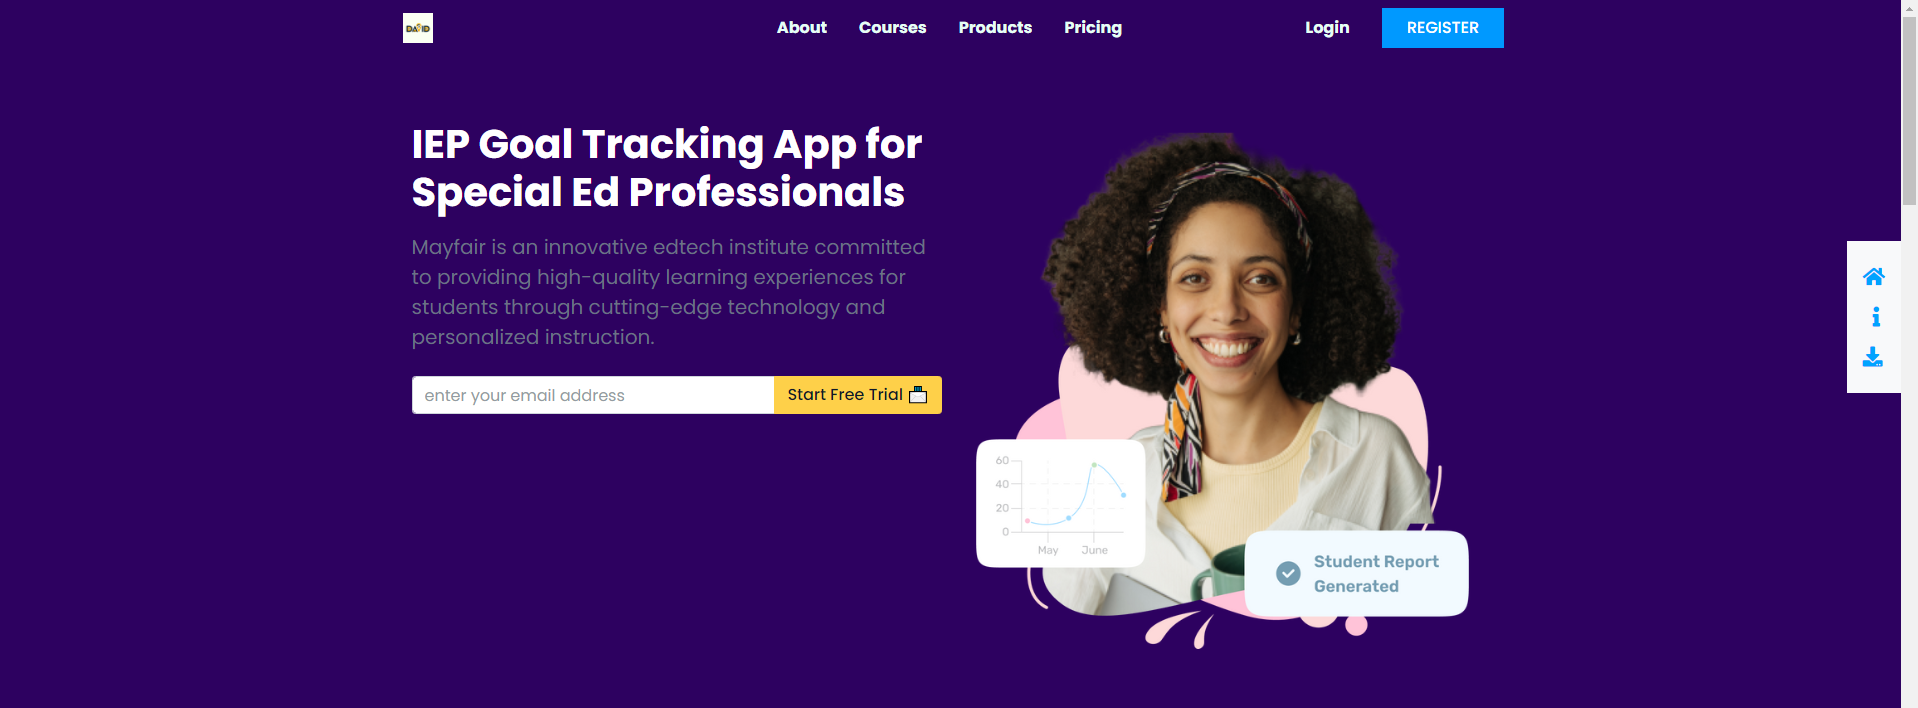 DAVID
About Courses Products Pricing Login REGISTER
IEP Goal Tracking App for
Special Ed Professionals
Mayfair is an innovative edtech institute committed
to providing high-quality learning experiences for
students through cutting-edge technology and
personalized instruction.
enter your email address Start Free Trial
60
40
20
0
May June
Student Report
Generated